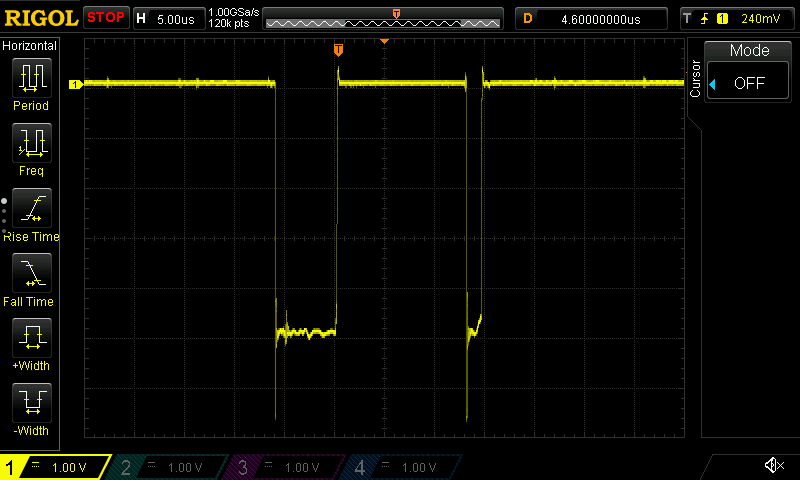 RIGOL STOP H 5.00us 1.00GSa/s 120k pts T D 4.60000000us T 1 240mV
Horizontal
Period
Freq
Rise Time
Fall Time
+Width
-Width
T
1
Cursor
Mode
OFF
1 1.00 V 2 1.00 V 3 1.00 V 4 1.00 V